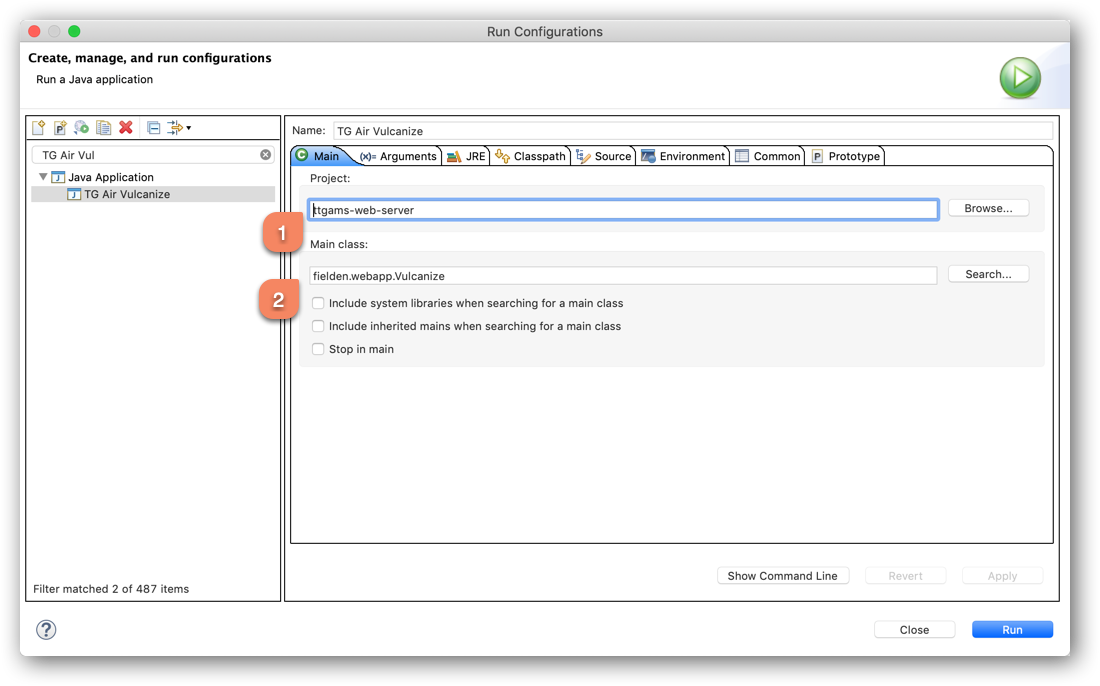 Run Configurations
Create, manage, and run configurations
Run a Java application
TG Air Vul
Java Application
TG Air Vulcanize
Filter matched 2 of 487 items
Name: TG Air Vulcanize
Main (x)= Arguments JRE Classpath Source Environment Common P Prototype
Project:
ttgams-web-server Browse...
1
Main class:
fielden.webapp.Vulcanize Search...
2
Include system libraries when searching for a main class
Include inherited mains when searching for a main class
Stop in main
Show Command Line Revert Apply
? Close Run